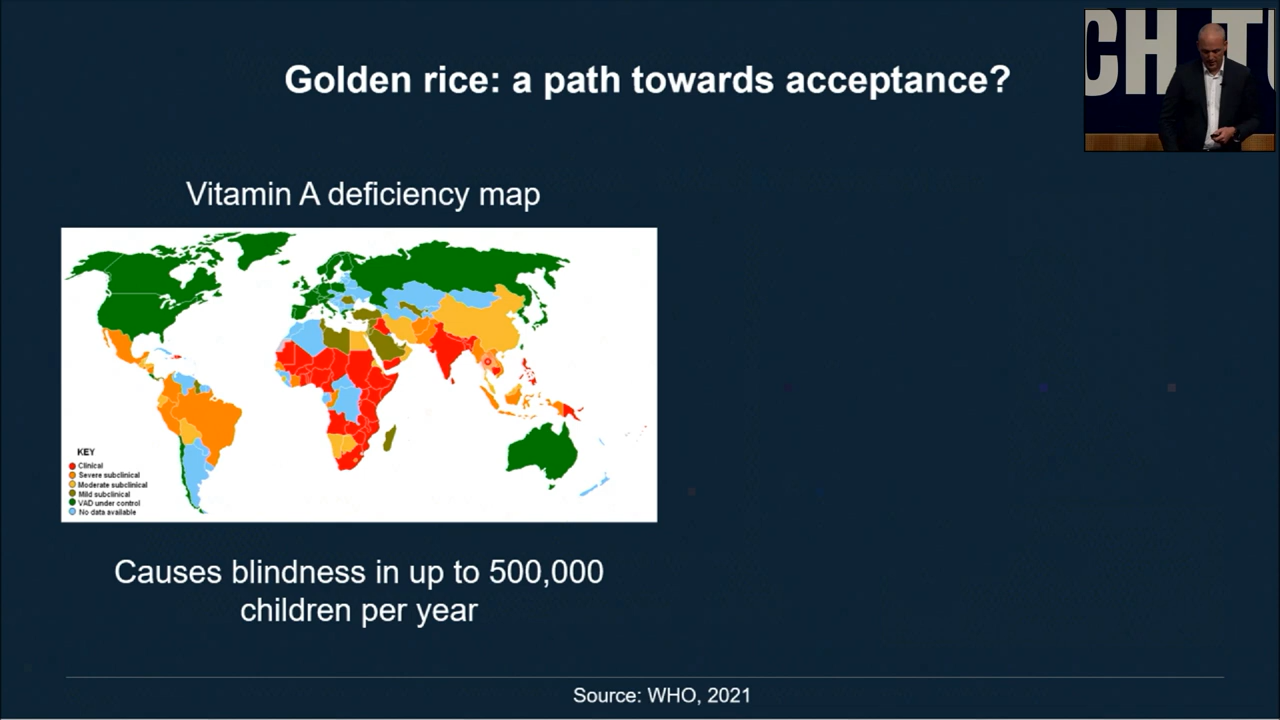 Golden rice: a path towards acceptance?
CH T
Vitamin A deficiency map
KEY
Clinical
Severe subclinical
Moderate subclinical
Mild subclinical
VAD under control
No data available
Causes blindness in up to 500,000
children per year
Source: WHO, 2021